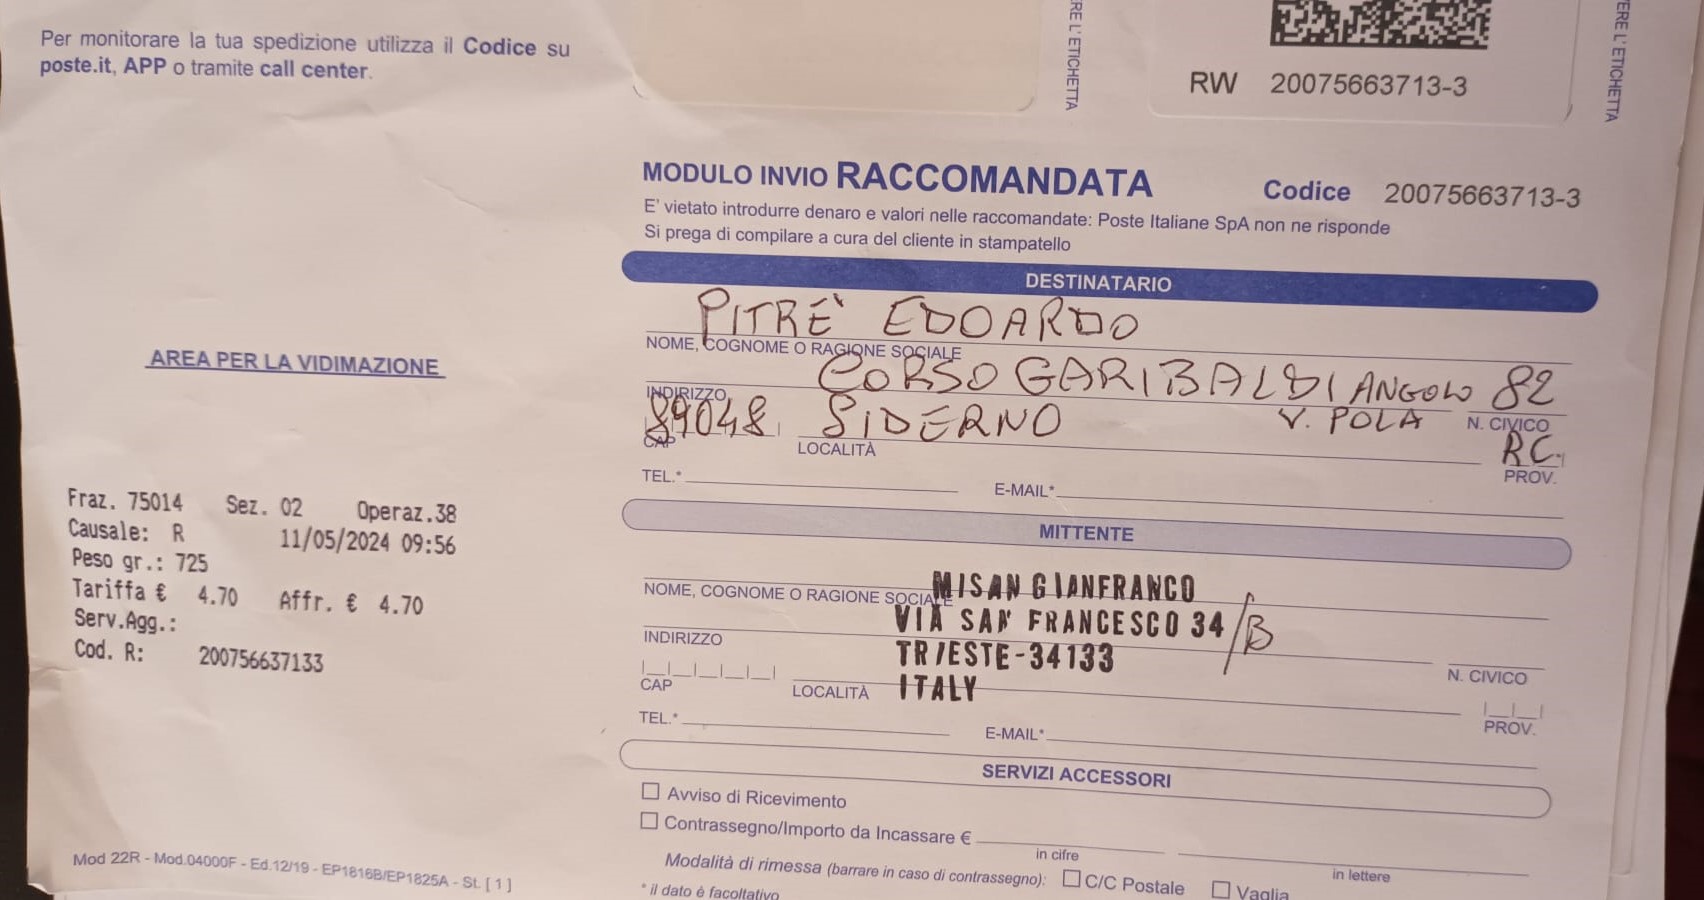 Per monitorare la tua spedizione utilizza il Codice su
poste.it, APP o tramite call center.
RE L'ETICHETTA
ERE L'ETICHETTA
RW 20075663713-3
MODULO INVIO RACCOMANDATA
Codice 20075663713-3
E' vietato introdurre denaro e valori nelle raccomandate: Poste Italiane SpA non ne risponde
Si prega di compilare a cura del cliente in stampatello
DESTINATARIO
PITRE' EDOARDO
NOME, COGNOME O RAGIONE SOCIALE
CORSO GARIBALDI ANGOLO 82
INDIRIZZO
V. POLA
N. CIVICO
89048 SIDERNO
RC
CAP
LOCALITÀ
PROV.
TEL.*
E-MAIL*
MITTENTE
MISAN GIANFRANCO
NOME, COGNOME O RAGIONE SOCIALE
VIA SAN FRANCESCO 34/B
INDIRIZZO
TRIESTE-34133
N. CIVICO
ITALY
CAP
LOCALITÀ
PROV.
TEL.*
E-MAIL*
SERVIZI ACCESSORI
Avviso di Ricevimento
Contrassegno/Importo da Incassare €
in cifre
in lettere
Modalità di rimessa (barrare in caso di contrassegno): C/C Postale Vaglia
* il dato è facoltativo
AREA PER LA VIDIMAZIONE
Fraz. 75014 Sez. 02 Operaz.38
Causale: R 11/05/2024 09:56
Peso gr.: 725
Tariffa € 4.70 Affr. € 4.70
Serv.Agg.:
Cod. R: 200756637133
Mod 22R - Mod.04000F - Ed.12/19 - EP1816B/EP1825A - St. [ 1 ]